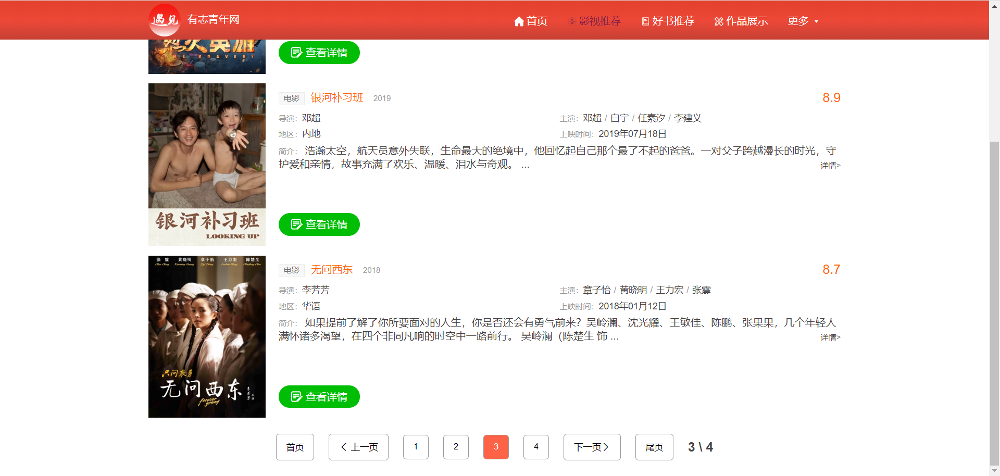 遇见 有志青年网 首页 影视推荐 好书推荐 作品展示 更多
烈火英雄
THE BRAVEST
查看详情
电影 银河补习班 2019 8.9
导演： 邓超 主演： 邓超 / 白宇 / 任素汐 / 李建义
地区： 内地 上映时间： 2019年07月18日
简介： 浩瀚太空，航天员意外失联，生命最大的绝境中，他回忆起自己那个最了不起的爸爸。一对父子跨越漫长的时光，守
护爱和亲情，故事充满了欢乐、温暖、泪水与奇观。 ... 详情>
银河补习班
LOOKING UP
查看详情
张震 黄晓明 章子怡 王力宏 陈楚生
电影 无问西东 2018 8.7
导演： 李芳芳 主演： 章子怡 / 黄晓明 / 王力宏 / 张震
地区： 华语 上映时间： 2018年01月12日
简介： 如果提前了解了你所要面对的人生，你是否还会有勇气前来？吴岭澜、沈光耀、王敏佳、陈鹏、张果果，几个年轻人
满怀诸多渴望，在四个非同凡响的时空中一路前行。 吴岭澜（陈楚生 饰 ... 详情>
只问敢勇
无问西东
forever young
查看详情
首页 < 上一页 1 2 3 4 下一页 > 尾页 3 \ 4